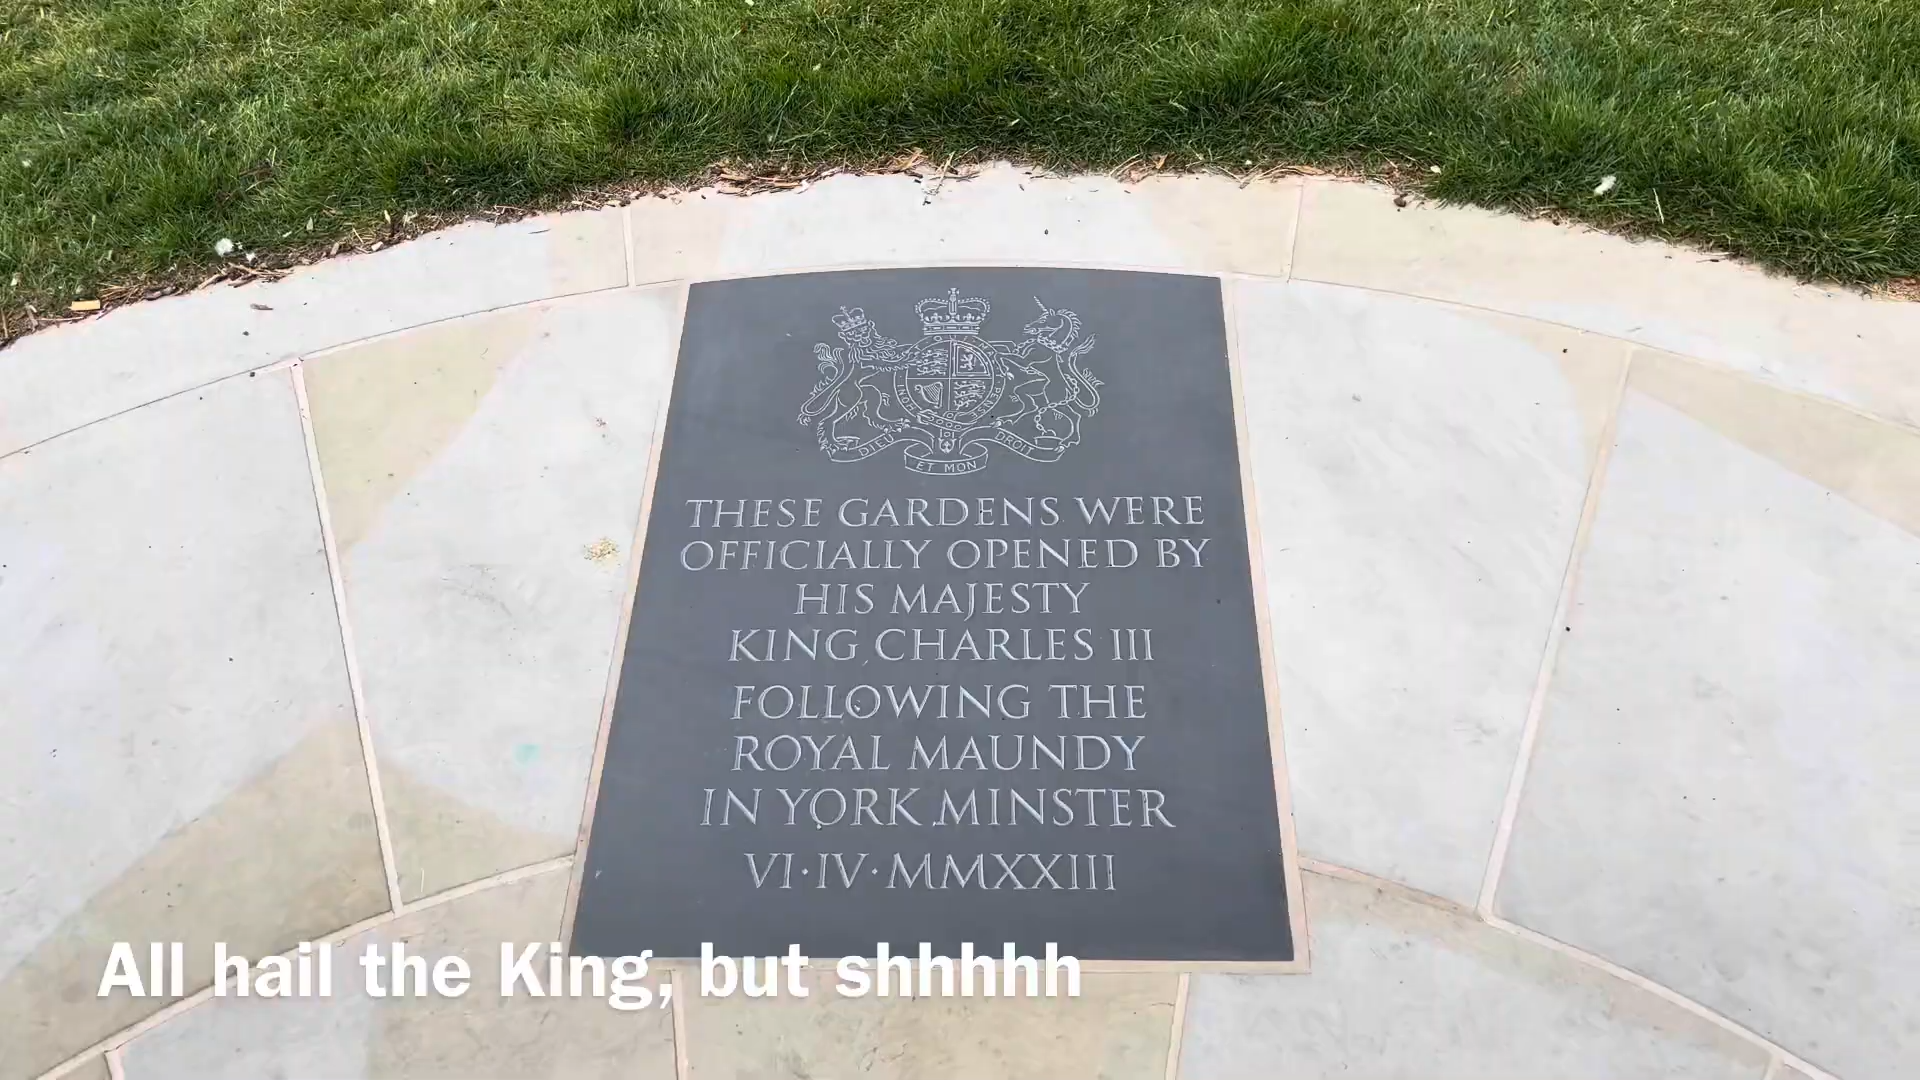 DIEU ET MON DROIT
THESE GARDENS WERE
OFFICIALLY OPENED BY
HIS MAJESTY
KING CHARLES III
FOLLOWING THE
ROYAL MAUNDY
IN YORK MINSTER
VI·IV·MMXXIII
All hail the King, but shhhhh